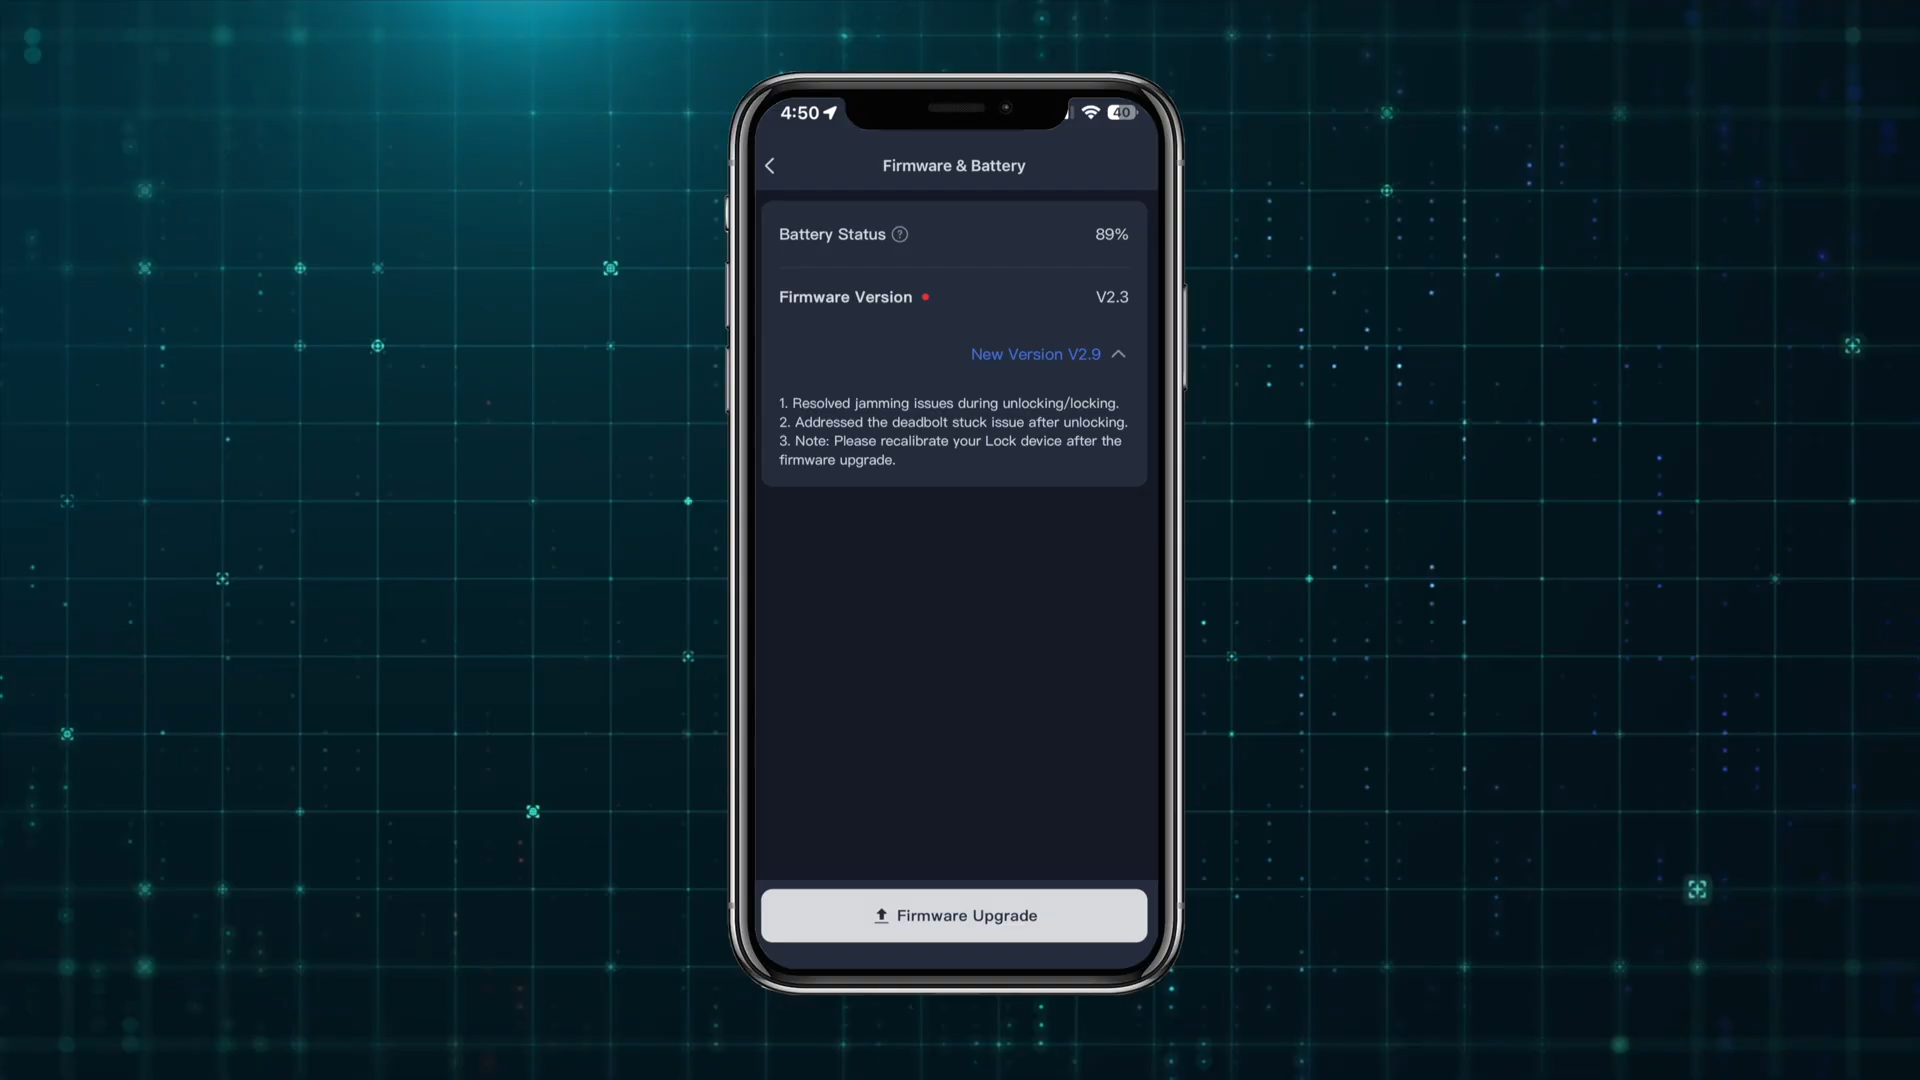 4:50
40
Firmware & Battery
Battery Status ?
89%
Firmware Version
V2.3
New Version V2.9
1. Resolved jamming issues during unlocking/locking.
2. Addressed the deadbolt stuck issue after unlocking.
3. Note: Please recalibrate your Lock device after the
firmware upgrade.
Firmware Upgrade